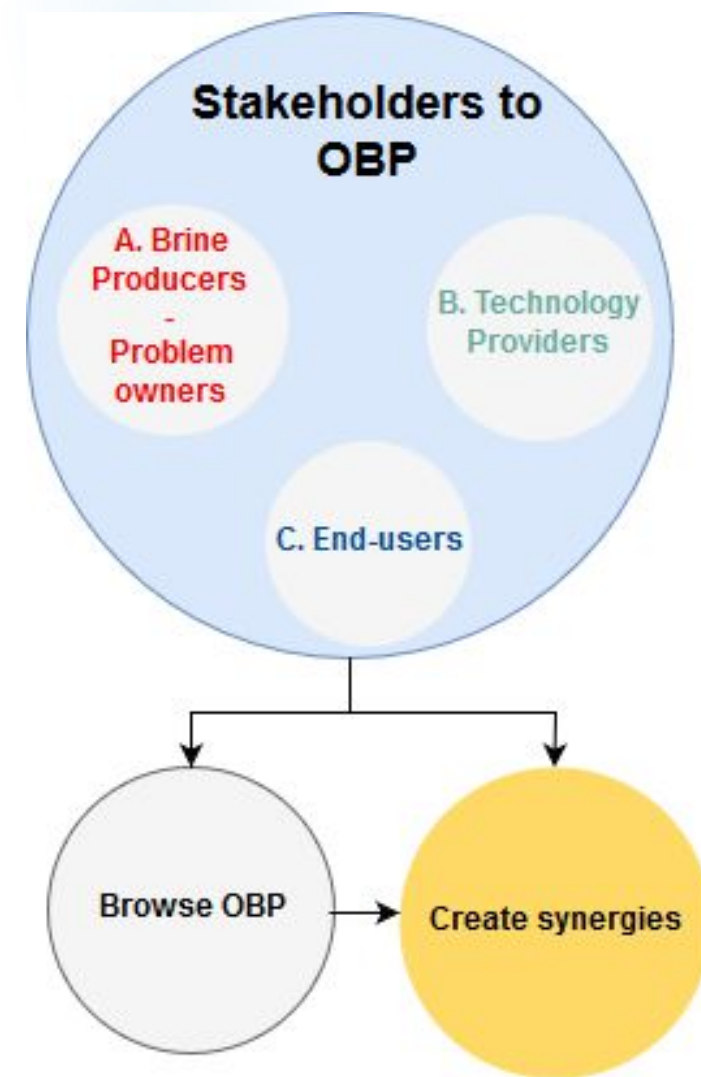 Stakeholders to
OBP
A. Brine
Producers
-
Problem
owners
B. Technology
Providers
C. End-users
Browse OBP
Create synergies